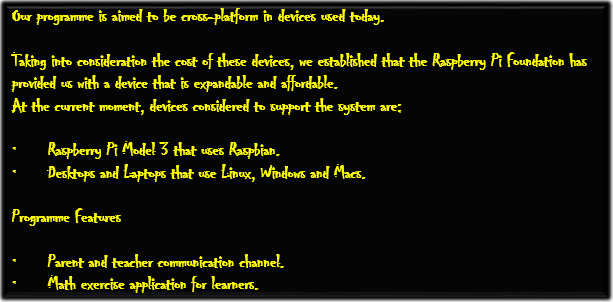 Our programme is aimed to be cross-platform in devices used today.
Taking into consideration the cost of these devices, we established that the Raspberry Pi Foundation has
provided us with a device that is expandable and affordable.
At the current moment, devices considered to support the system are:
· Raspberry Pi Model 3 that uses Raspbian.
· Desktops and Laptops that use Linux, Windows and Macs.
Programme Features
· Parent and teacher communication channel.
· Math exercise application for learners.